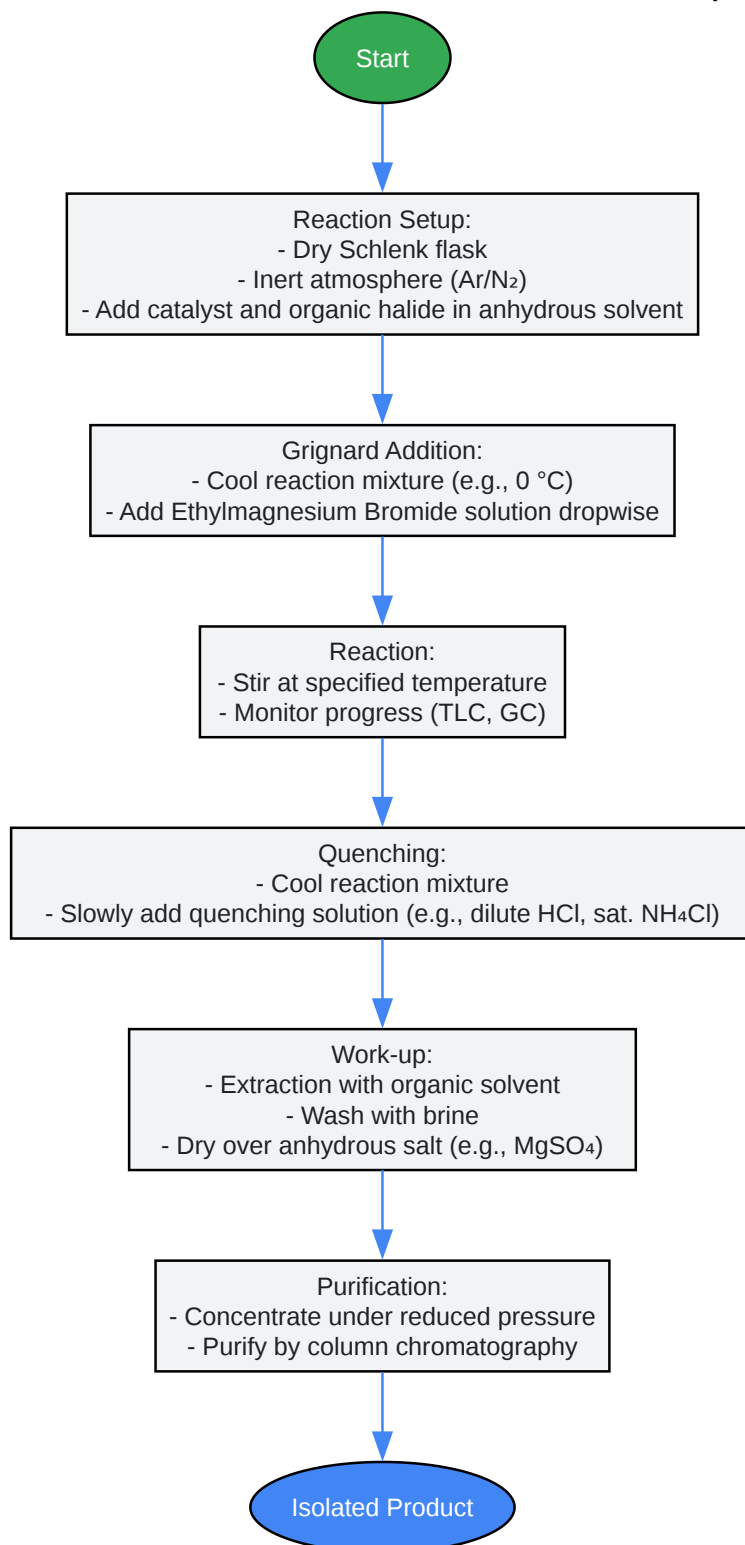 Start
Reaction Setup:
- Dry Schlenk flask
- Inert atmosphere (Ar/N₂)
- Add catalyst and organic halide in anhydrous solvent
Grignard Addition:
- Cool reaction mixture (e.g., 0 °C)
- Add Ethylmagnesium Bromide solution dropwise
Reaction:
- Stir at specified temperature
- Monitor progress (TLC, GC)
Quenching:
- Cool reaction mixture
- Slowly add quenching solution (e.g., dilute HCl, sat. NH₄Cl)
Work-up:
- Extraction with organic solvent
- Wash with brine
- Dry over anhydrous salt (e.g., MgSO₄)
Purification:
- Concentrate under reduced pressure
- Purify by column chromatography
Isolated Product